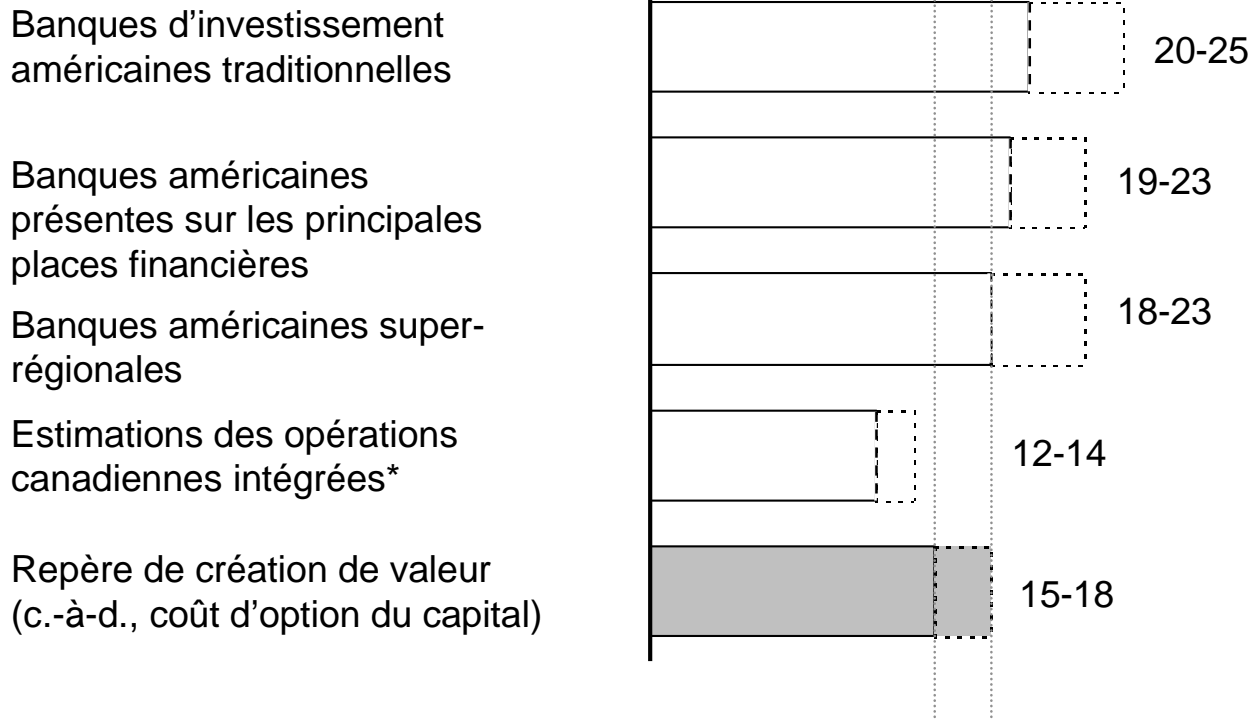 Banques d'investissement
américaines traditionnelles
20-25
Banques américaines
présentes sur les principales
places financières
19-23
Banques américaines super-
régionales
18-23
Estimations des opérations
canadiennes intégrées*
12-14
Repère de création de valeur
(c.-à-d., coût d'option du capital)
15-18